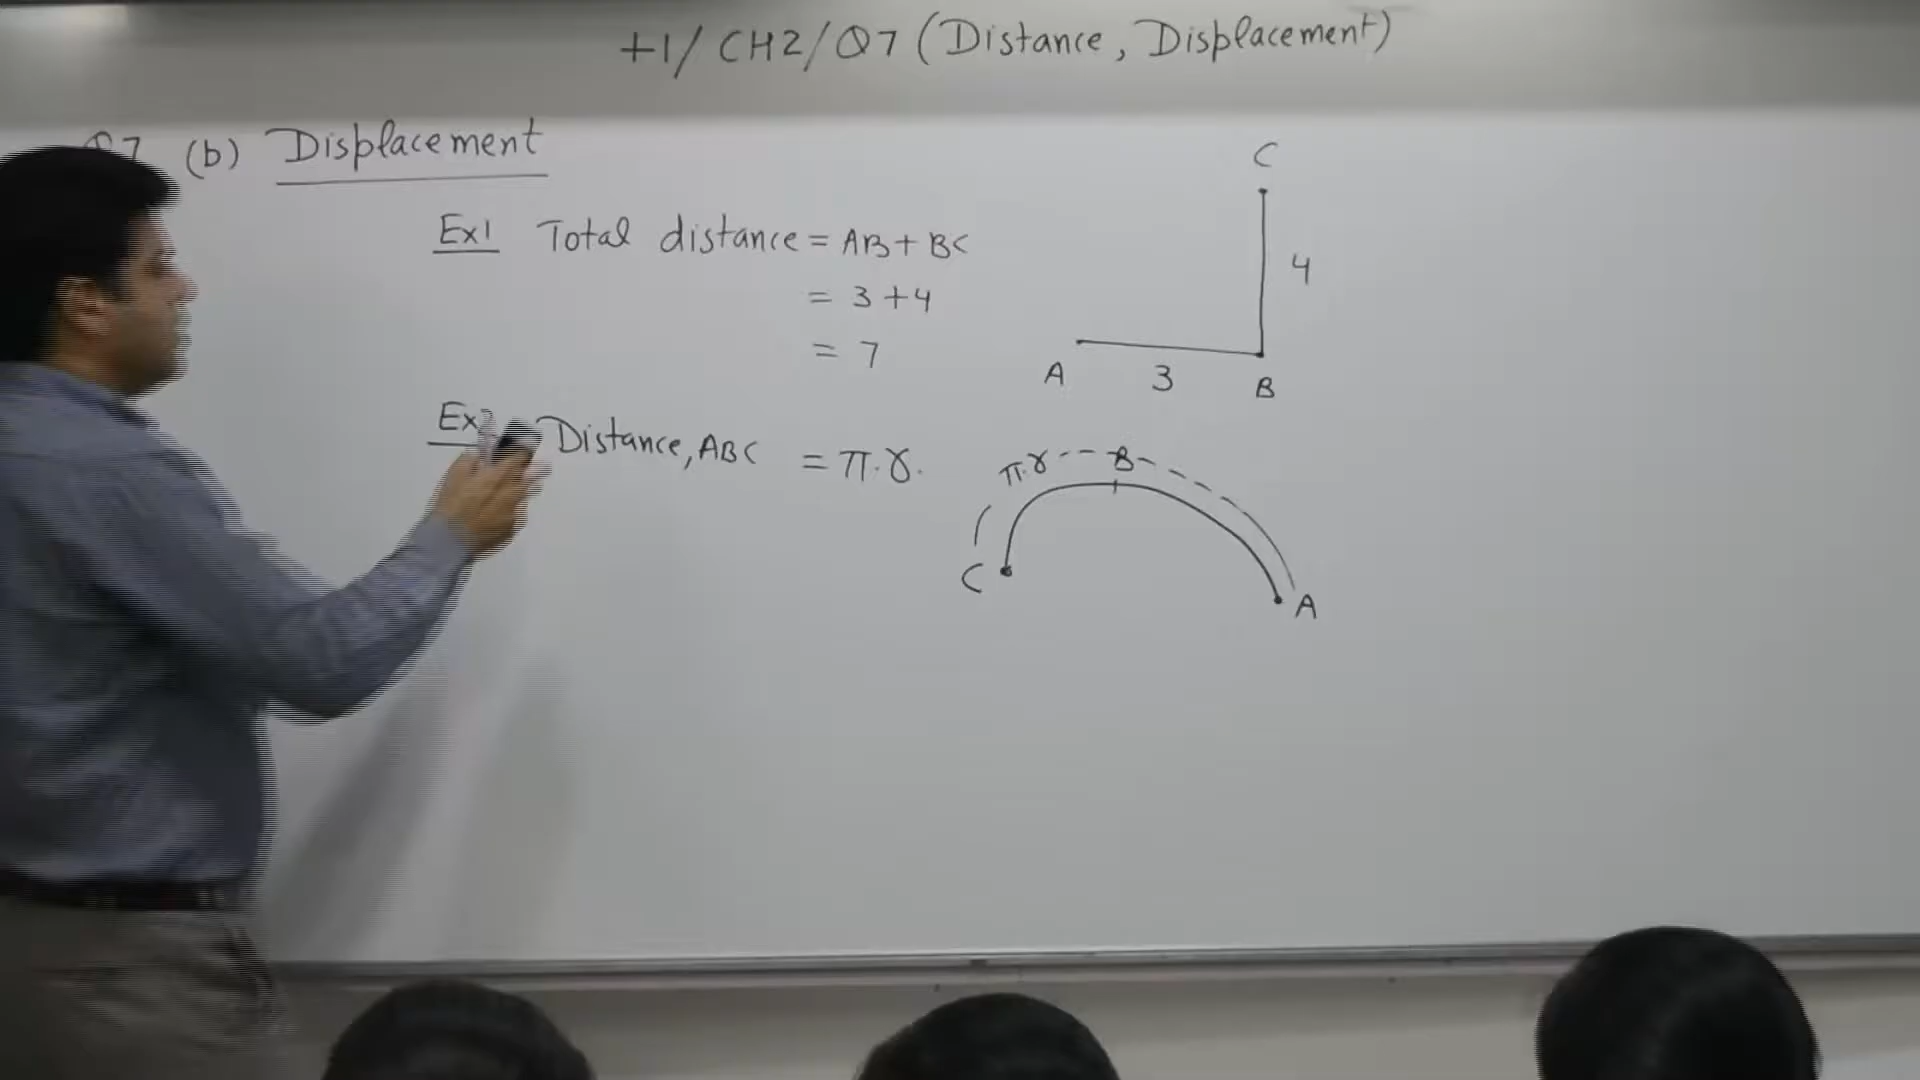 +1/ CH2/Q7 (Distance, Displacement)
Q7 (b) Displacement
Ex1 Total distance = AB + BC
= 3 + 4
= 7
C
4
A 3 B
Ex2 Distance, ABC = π.r.
π.r B
C
A